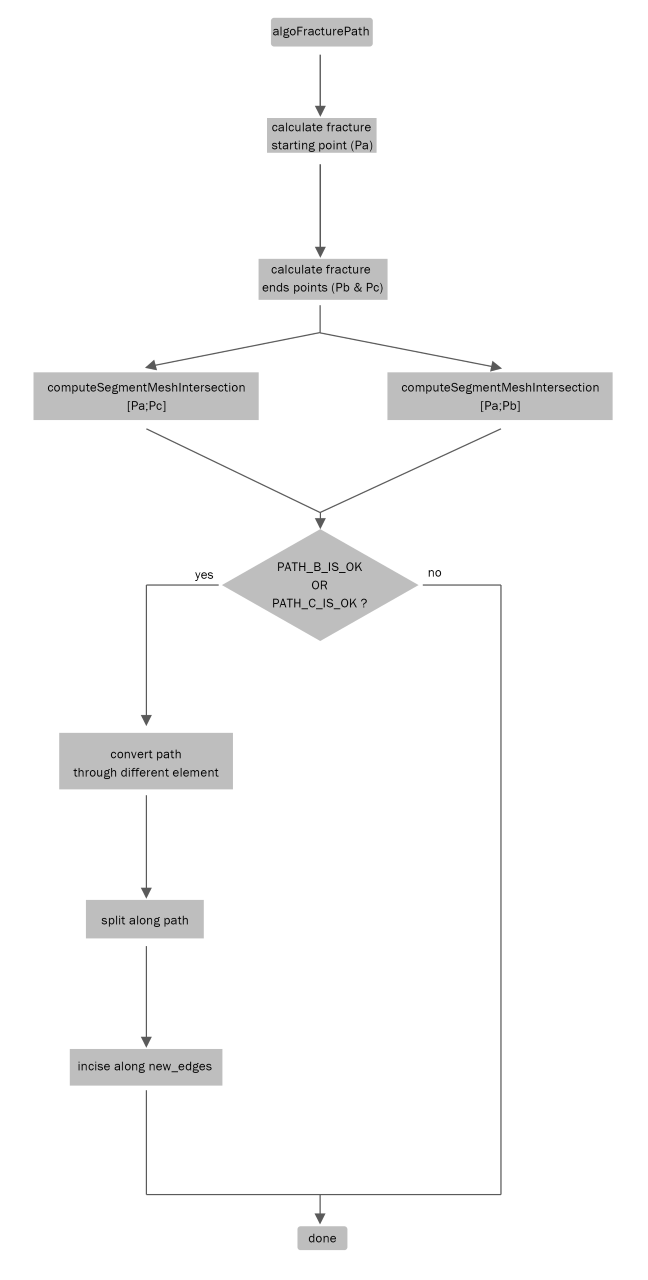 algoFracturePath
calculate fracture
starting point (Pa)
calculate fracture
ends points (Pb & Pc)
computeSegmentMeshIntersection
[Pa;Pc]
computeSegmentMeshIntersection
[Pa;Pb]
PATH_B_IS_OK
OR
PATH_C_IS_OK ?
yes
no
convert path
through different element
split along path
incise along new_edges
done